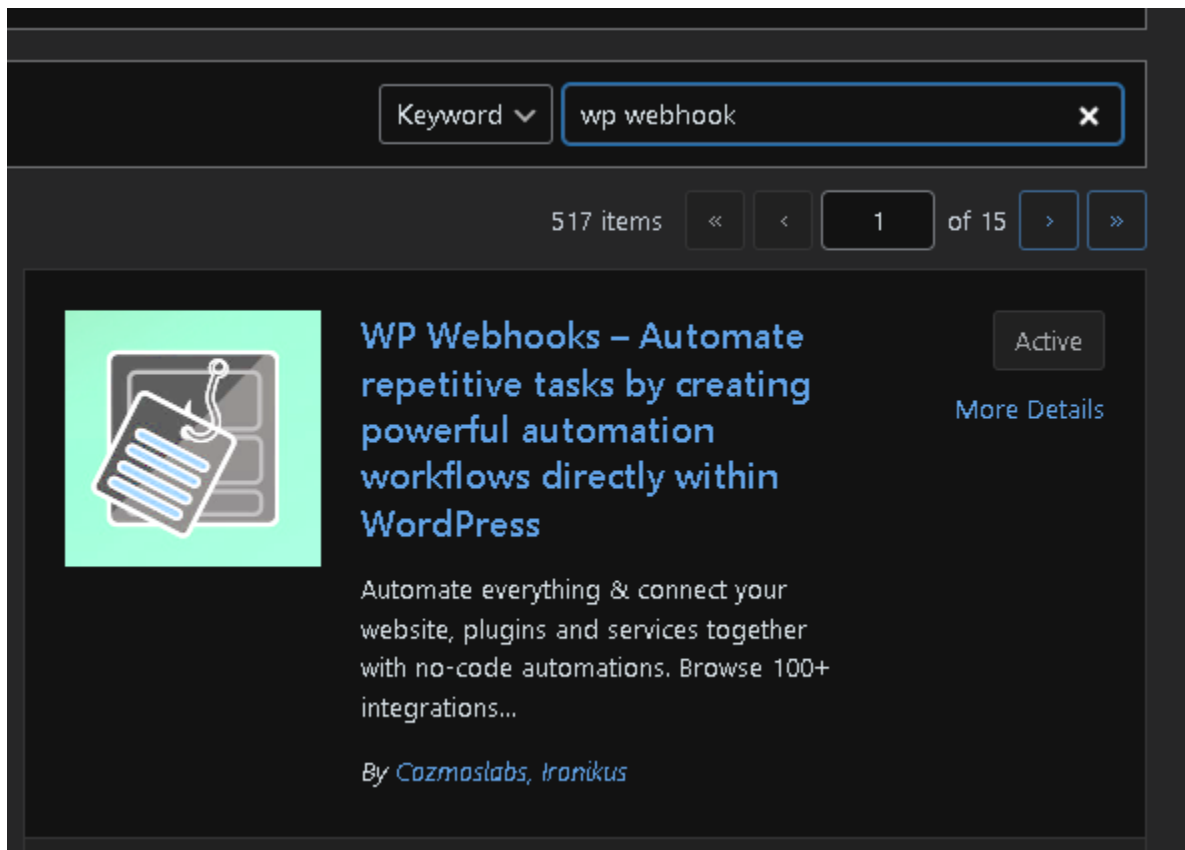 Keyword
wp webhook
517 items « ‹ 1 of 15 › »
WP Webhooks – Automate
repetitive tasks by creating
powerful automation
workflows directly within
WordPress
Active
More Details
Automate everything & connect your
website, plugins and services together
with no-code automations. Browse 100+
integrations...
By Cozmoslabs, Ironikus